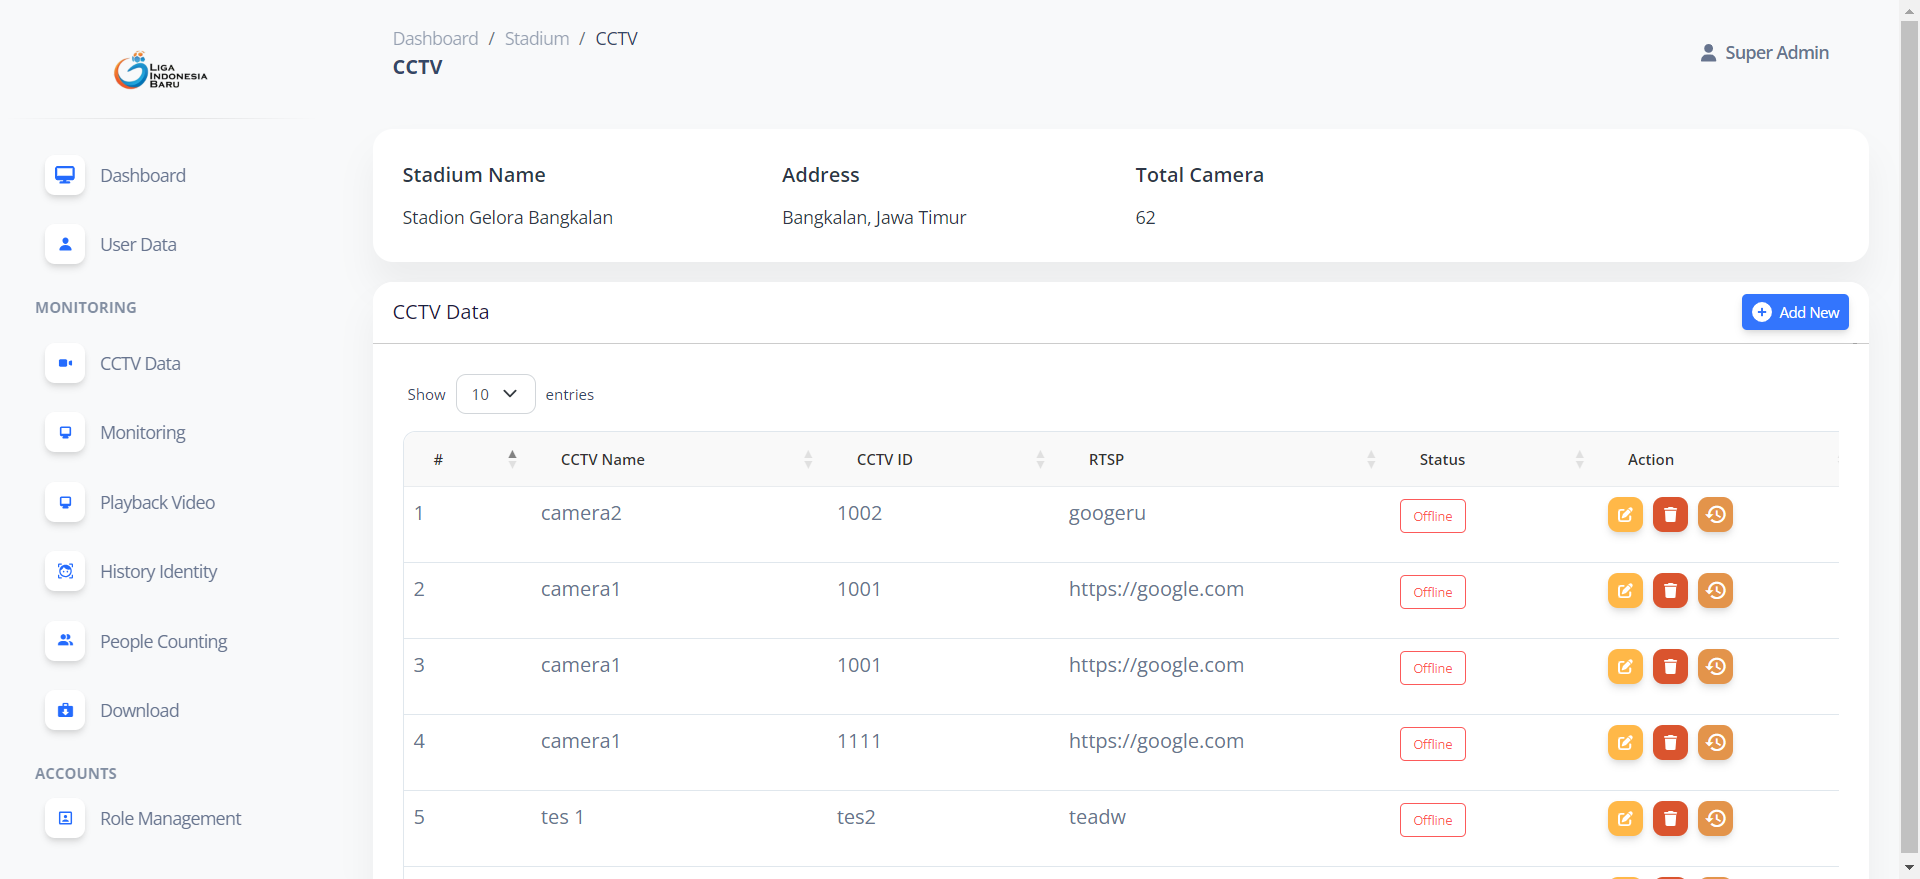 LIGA
INDONESIA
BARU
Dashboard / Stadium / CCTV
CCTV
Super Admin
Dashboard
User Data
MONITORING
CCTV Data
Monitoring
Playback Video
History Identity
People Counting
Download
ACCOUNTS
Role Management
Stadium Name Address Total Camera
Stadion Gelora Bangkalan Bangkalan, Jawa Timur 62
CCTV Data
Add New
Show 10 entries
# CCTV Name CCTV ID RTSP Status Action
1 camera2 1002 googeru Offline
2 camera1 1001 https://google.com Offline
3 camera1 1001 https://google.com Offline
4 camera1 1111 https://google.com Offline
5 tes 1 tes2 teadw Offline